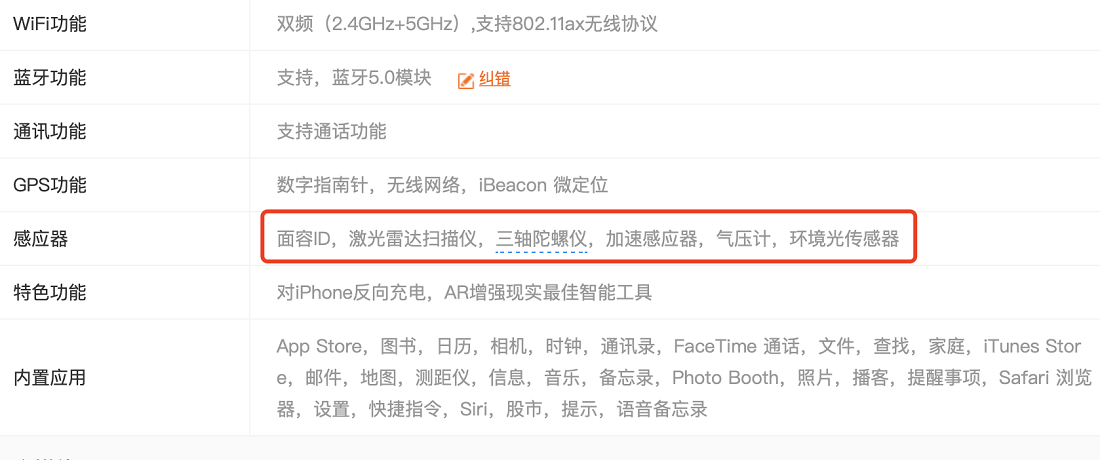 WiFi功能
双频（2.4GHz+5GHz）,支持802.11ax无线协议
蓝牙功能
支持，蓝牙5.0模块 纠错
通讯功能
支持通话功能
GPS功能
数字指南针，无线网络，iBeacon 微定位
感应器
面容ID，激光雷达扫描仪，三轴陀螺仪，加速感应器，气压计，环境光传感器
特色功能
对iPhone反向充电，AR增强现实最佳智能工具
内置应用
App Store，图书，日历，相机，时钟，通讯录，FaceTime 通话，文件，查找，家庭，iTunes Stor
e，邮件，地图，测距仪，信息，音乐，备忘录，Photo Booth，照片，播客，提醒事项，Safari 浏览
器，设置，快捷指令，Siri，股市，提示，语音备忘录